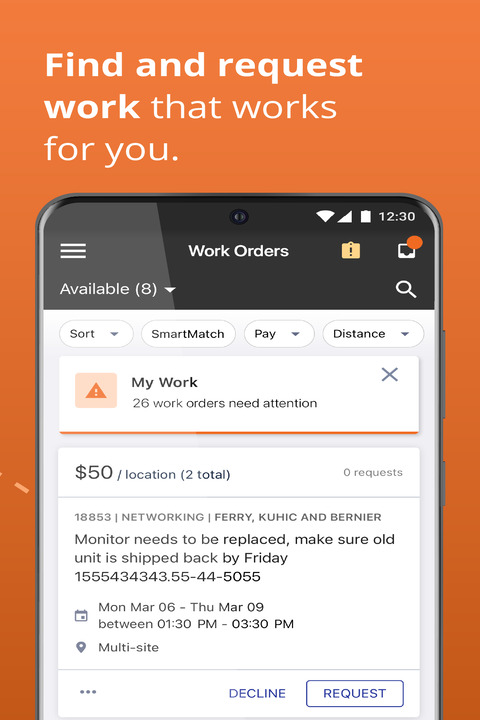 Find and request
work that works
for you.
12:30
Work Orders
Available (8)
Sort
SmartMatch
Pay
Distance
My Work
26 work orders need attention
$50 / location (2 total)
0 requests
18853 | NETWORKING | FERRY, KUHIC AND BERNIER
Monitor needs to be replaced, make sure old
unit is shipped back by Friday
1555434343.55-44-5055
Mon Mar 06 - Thu Mar 09
between 01:30 PM - 03:30 PM
Multi-site
DECLINE
REQUEST